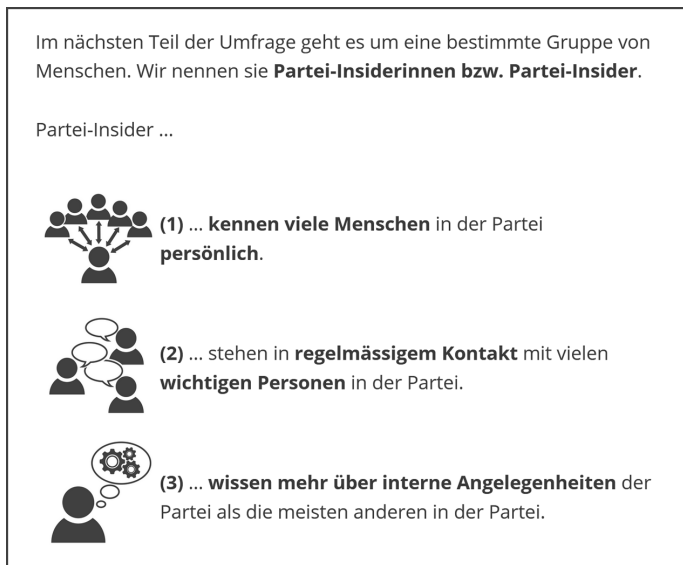 Im nächsten Teil der Umfrage geht es um eine bestimmte Gruppe von
Menschen. Wir nennen sie Partei-Insiderinnen bzw. Partei-Insider.
Partei-Insider ...
(1) ... kennen viele Menschen in der Partei
persönlich.
(2) ... stehen in regelmässigem Kontakt mit vielen
wichtigen Personen in der Partei.
(3) ... wissen mehr über interne Angelegenheiten der
Partei als die meisten anderen in der Partei.